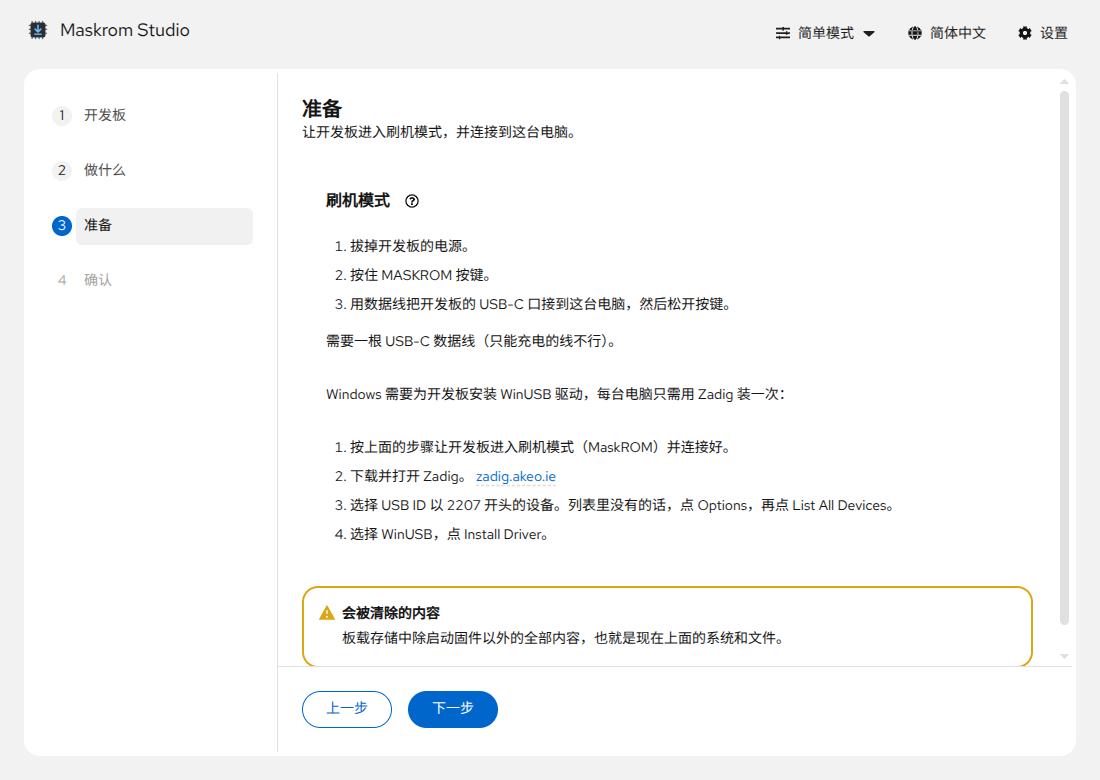 Maskrom Studio
简单模式
简体中文
设置
1 开发板
2 做什么
3 准备
4 确认
准备
让开发板进入刷机模式，并连接到这台电脑。
刷机模式
1. 拔掉开发板的电源。
2. 按住 MASKROM 按键。
3. 用数据线把开发板的 USB-C 口接到这台电脑，然后松开按键。
需要一根 USB-C 数据线（只能充电的线不行）。
Windows 需要为开发板安装 WinUSB 驱动，每台电脑只需用 Zadig 装一次：
1. 按上面的步骤让开发板进入刷机模式（MaskROM）并连接好。
2. 下载并打开 Zadig。 zadig.akeo.ie
3. 选择 USB ID 以 2207 开头的设备。列表里没有的话，点 Options，再点 List All Devices。
4. 选择 WinUSB，点 Install Driver。
会被清除的内容
板载存储中除启动固件以外的全部内容，也就是现在上面的系统和文件。
上一步
下一步